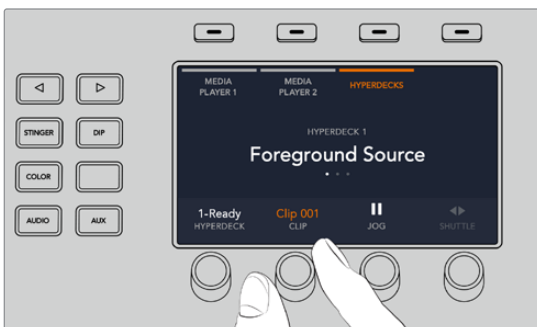 MEDIA
PLAYER 1
MEDIA
PLAYER 2
HYPERDECKS
STINGER
DIP
COLOR
AUDIO
AUX
HYPERDECK 1
Foreground Source
1-Ready
HYPERDECK
Clip 001
CLIP
JOG
SHUTTLE